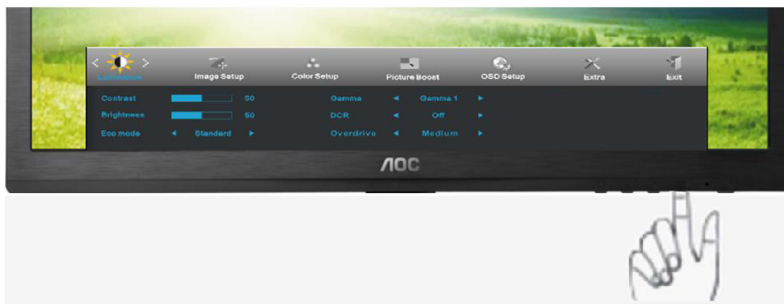 < >
Luminance Image Setup Color Setup Picture Boost OSD Setup Extra Exit
Contrast 50 Gamma Gamma 1
Brightness 50 DCR Off
Eco mode Standard Overdrive Medium
AOC